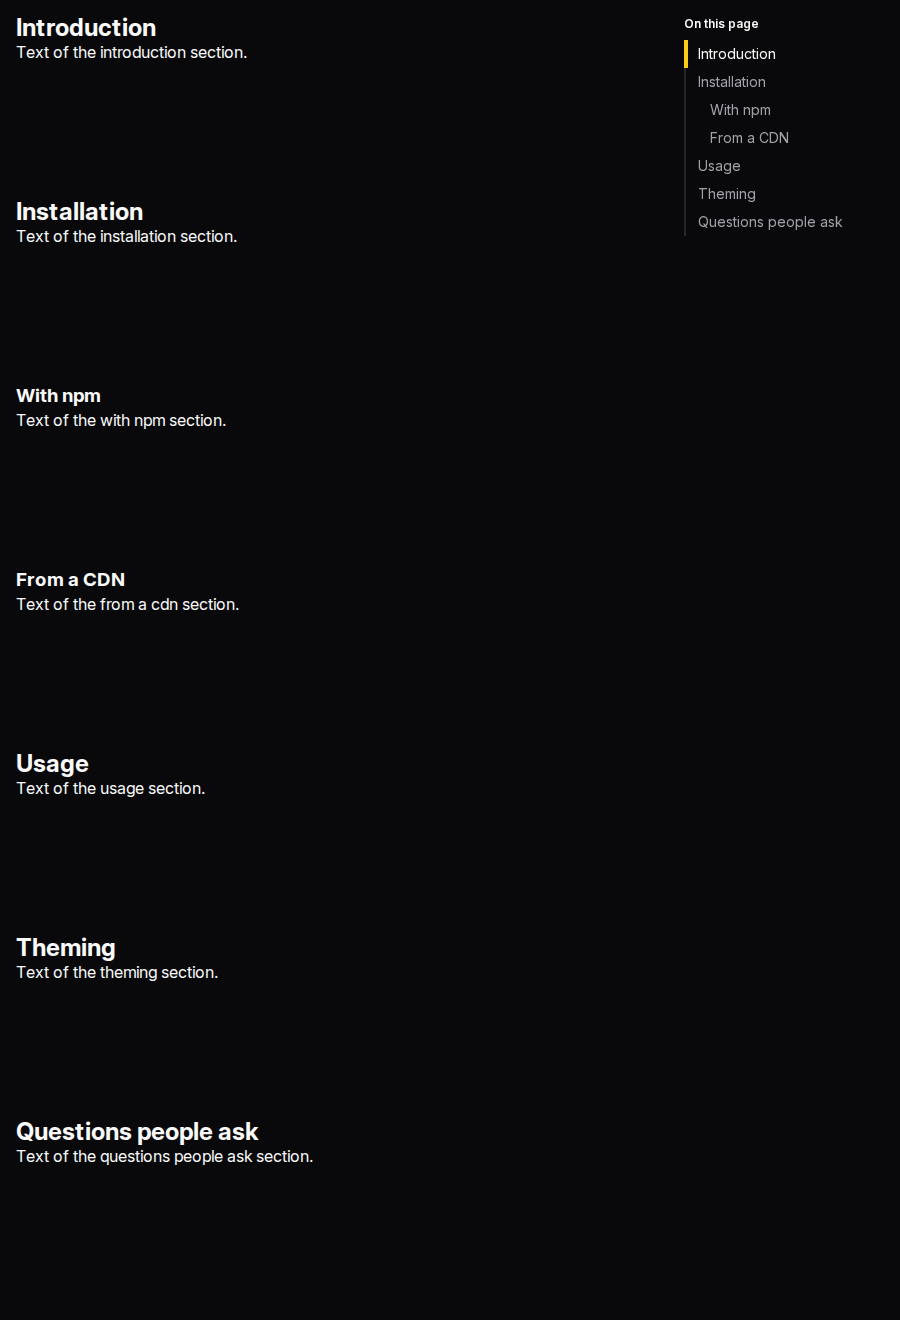 Introduction
Text of the introduction section.
Installation
Text of the installation section.
With npm
Text of the with npm section.
From a CDN
Text of the from a cdn section.
Usage
Text of the usage section.
Theming
Text of the theming section.
Questions people ask
Text of the questions people ask section.
On this page
Introduction
Installation
With npm
From a CDN
Usage
Theming
Questions people ask